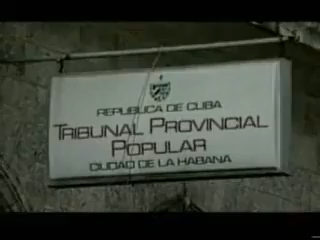 REPUBLICA DE CUBA
TRIBUNAL PROVINCIAL
POPULAR
CIUDAD DE LA HABANA